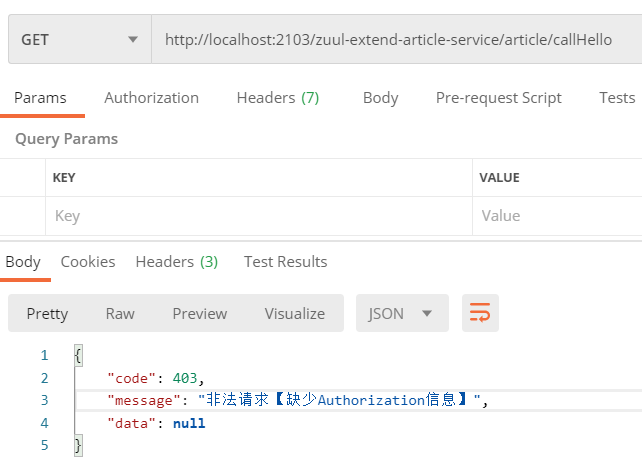 GET http://localhost:2103/zuul-extend-article-service/article/callHello
Params Authorization Headers (7) Body Pre-request Script Tests
Query Params
KEY VALUE
Key Value
Body Cookies Headers (3) Test Results
Pretty Raw Preview Visualize JSON
1 {
2 "code": 403,
3 "message": "非法请求【缺少Authorization信息】",
4 "data": null
5 }